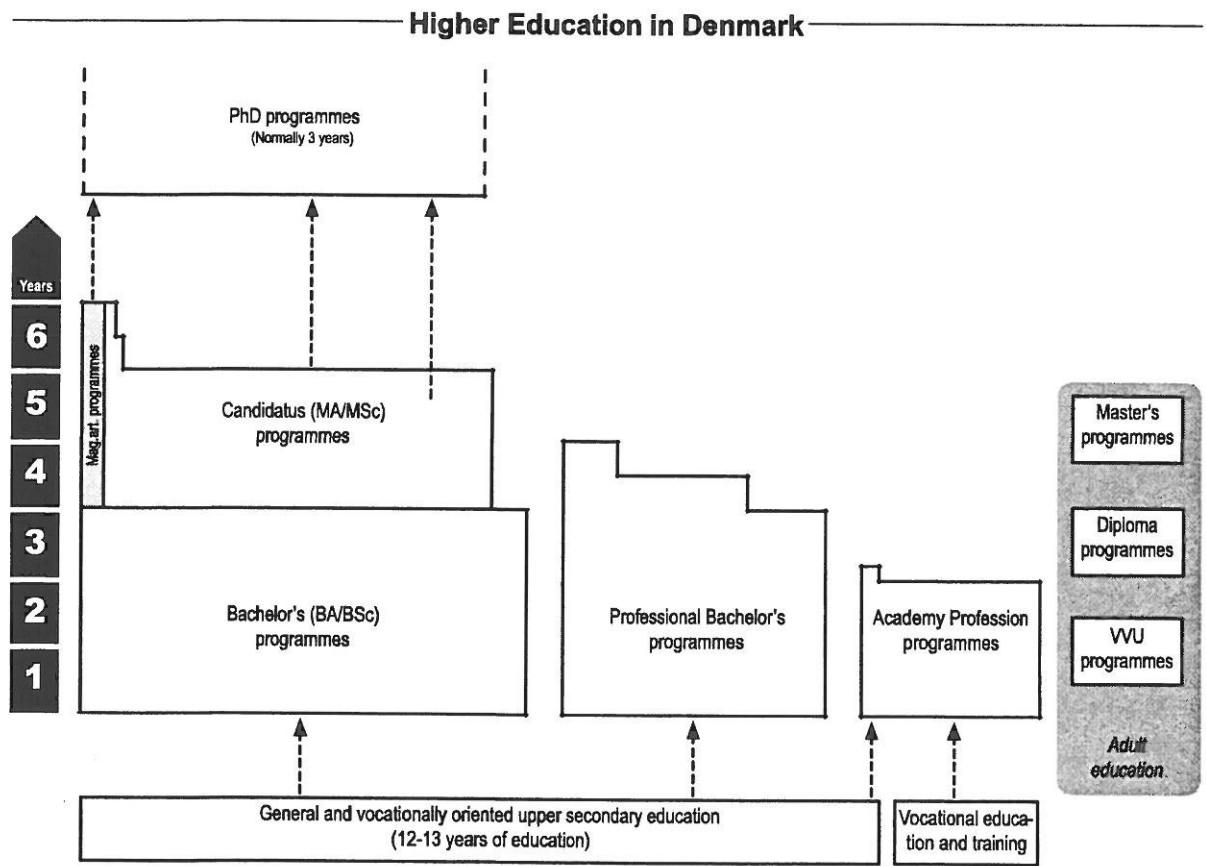 Higher Education in Denmark
PhD programmes
(Normally 3 years)
Years
6
5
4
3
2
1
Mag.art. programmes
Candidatus (MA/MSc)
programmes
Bachelor's (BA/BSc)
programmes
Professional Bachelor's
programmes
Academy Profession
programmes
Master's
programmes
Diploma
programmes
VVU
programmes
Adult
education
General and vocationally oriented upper secondary education
(12-13 years of education)
Vocational educa-
tion and training